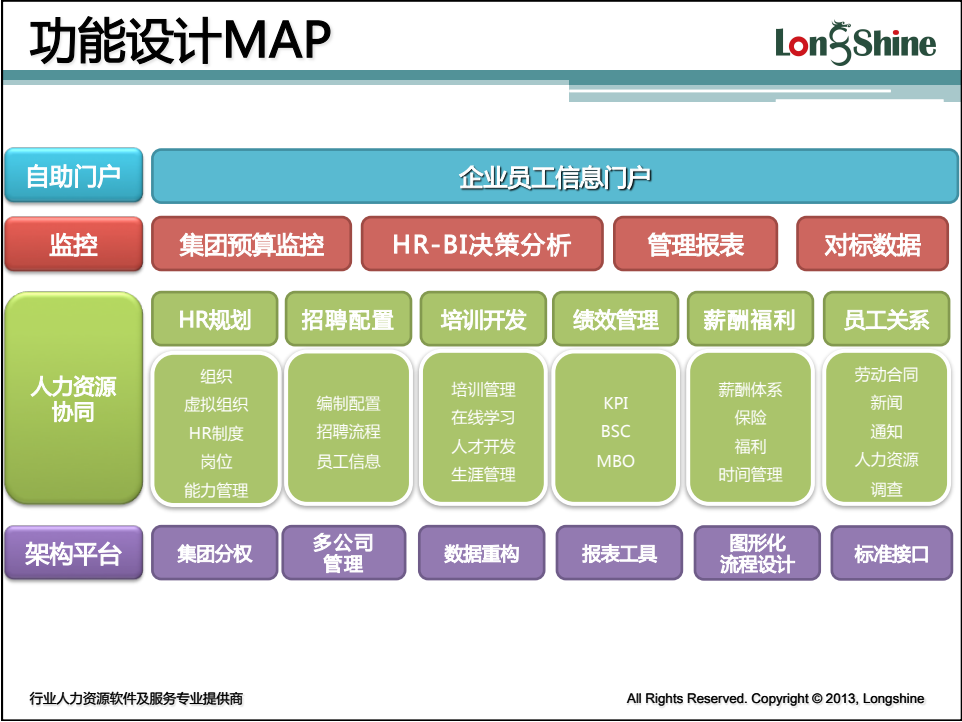 功能设计MAP
LongShine
自助门户
企业员工信息门户
监控
集团预算监控
HR-BI决策分析
管理报表
对标数据
人力资源
协同
HR规划
招聘配置
培训开发
绩效管理
薪酬福利
员工关系
组织
虚拟组织
HR制度
岗位
能力管理
编制配置
招聘流程
员工信息
培训管理
在线学习
人才开发
生涯管理
KPI
BSC
MBO
薪酬体系
保险
福利
时间管理
劳动合同
新闻
通知
人力资源
调查
架构平台
集团分权
多公司
管理
数据重构
报表工具
图形化
流程设计
标准接口
行业人力资源软件及服务专业提供商
All Rights Reserved. Copyright © 2013, Longshine